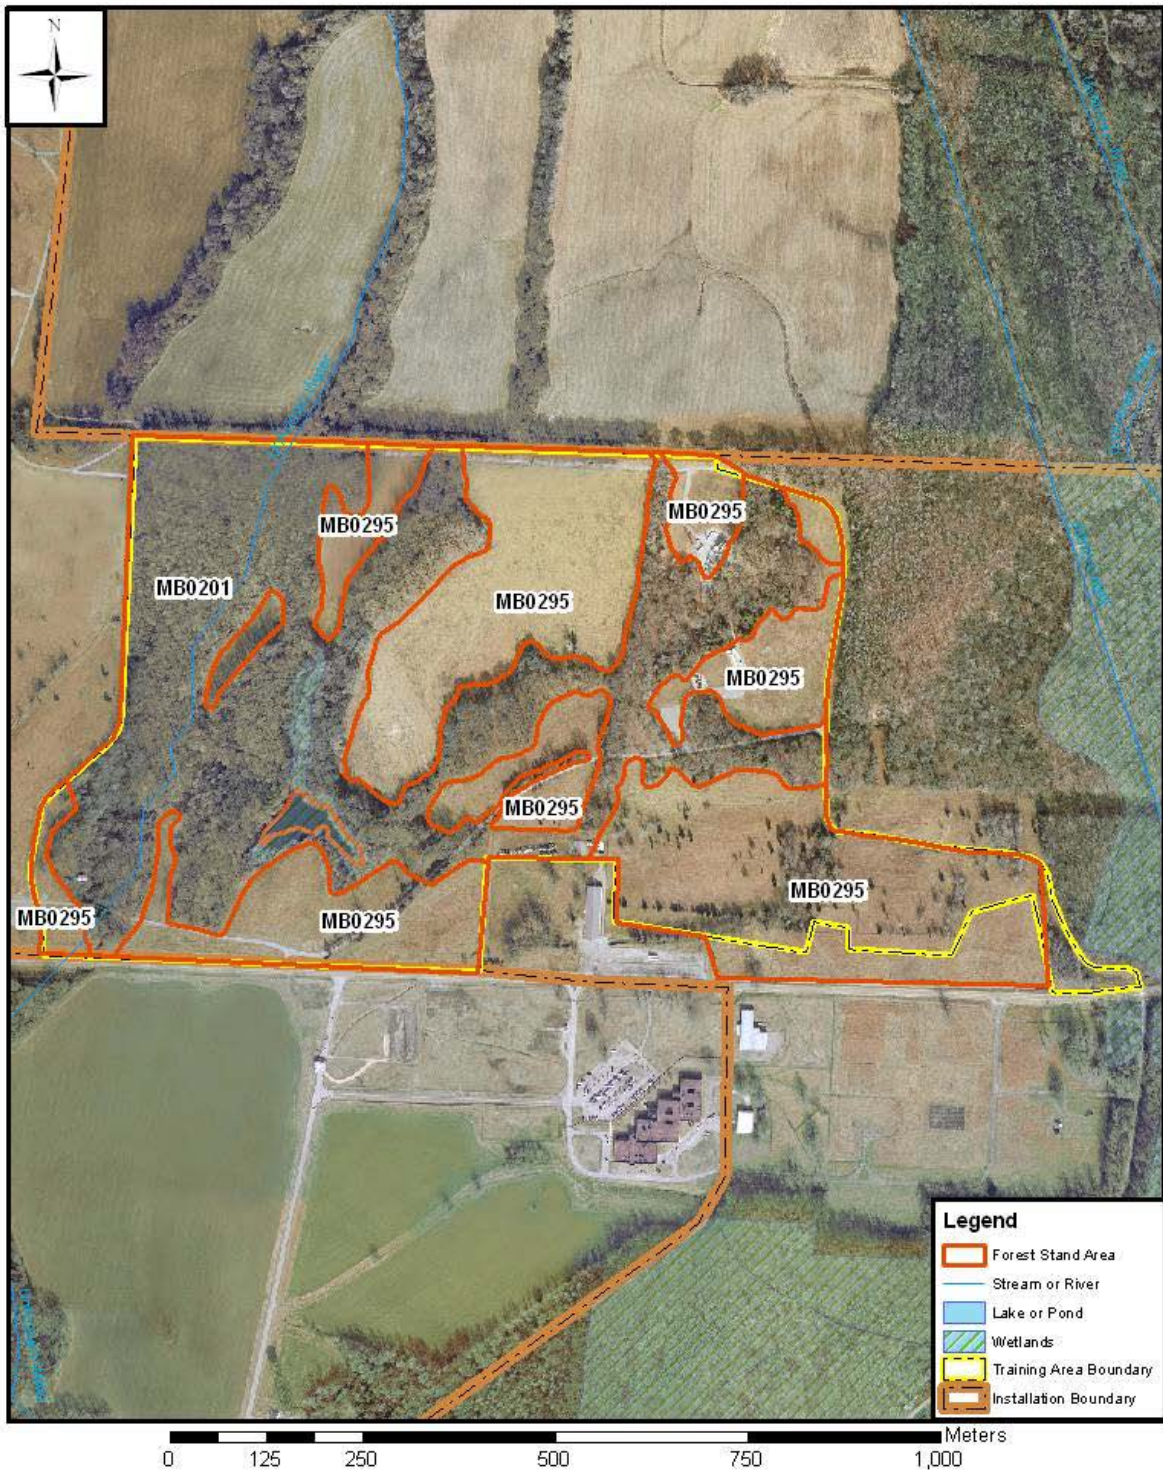 N
MB0295
MB0295
MB0201
MB0295
MB0295
MB0295
MB0295
MB0295
MB0295
Legend
Forest Stand Area
Stream or River
Lake or Pond
Wetlands
Training Area Boundary
Installation Boundary
Meters
0 125 250 500 750 1,000